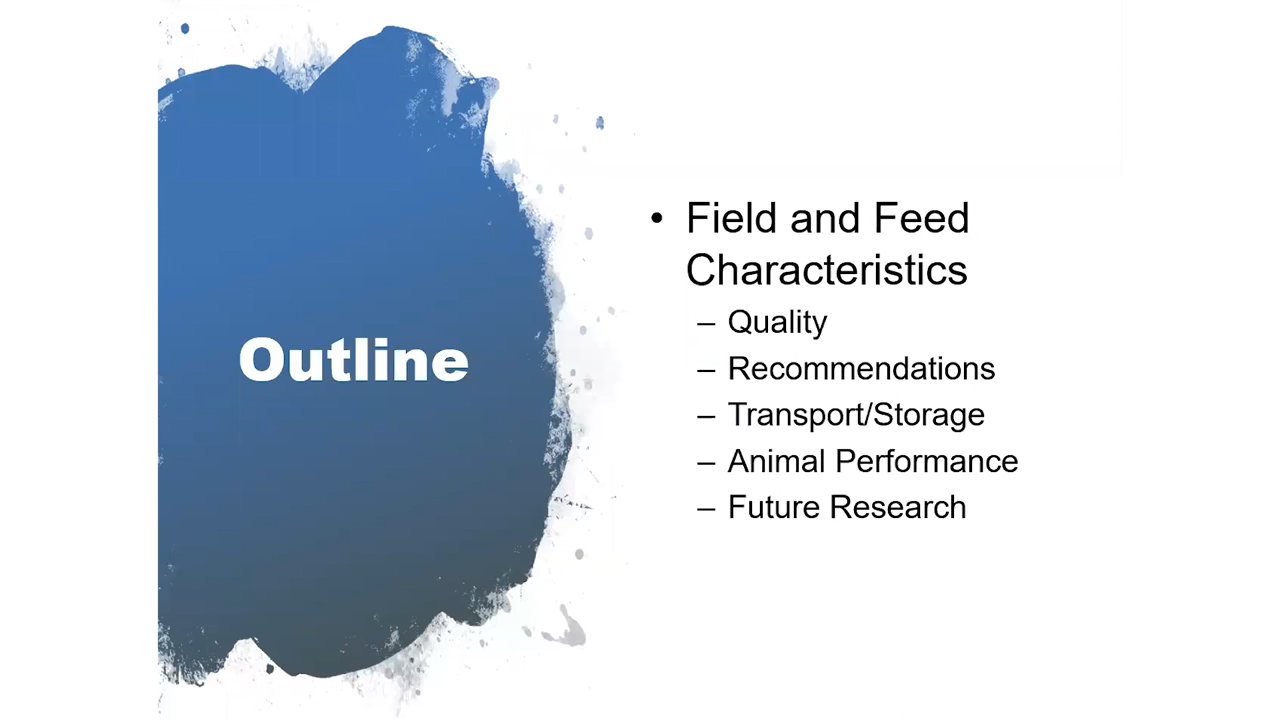 Outline
• Field and Feed
Characteristics
– Quality
– Recommendations
– Transport/Storage
– Animal Performance
– Future Research